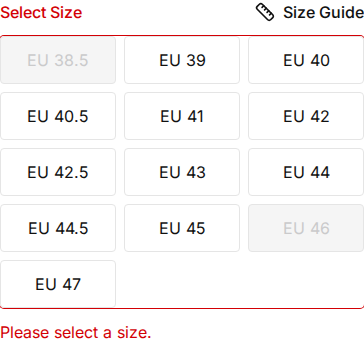 Select Size Size Guide
EU 38.5 EU 39 EU 40
EU 40.5 EU 41 EU 42
EU 42.5 EU 43 EU 44
EU 44.5 EU 45 EU 46
EU 47
Please select a size.